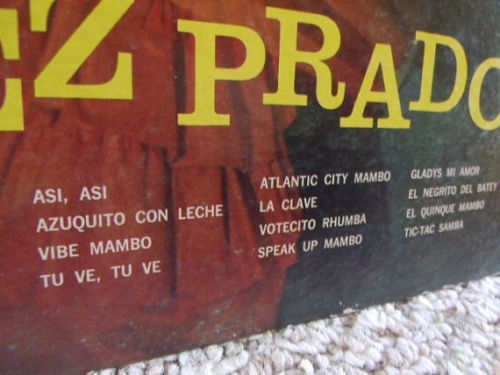 EZ PRADO
ASI, ASI
AZUQUITO CON LECHE
VIBE MAMBO
TU VE, TU VE
ATLANTIC CITY MAMBO
LA CLAVE
VOTECITO RHUMBA
SPEAK UP MAMBO
GLADYS MI AMOR
EL NEGRITO DEL BATEY
EL QUINQUE MAMBO
TIC-TAC SAMBA